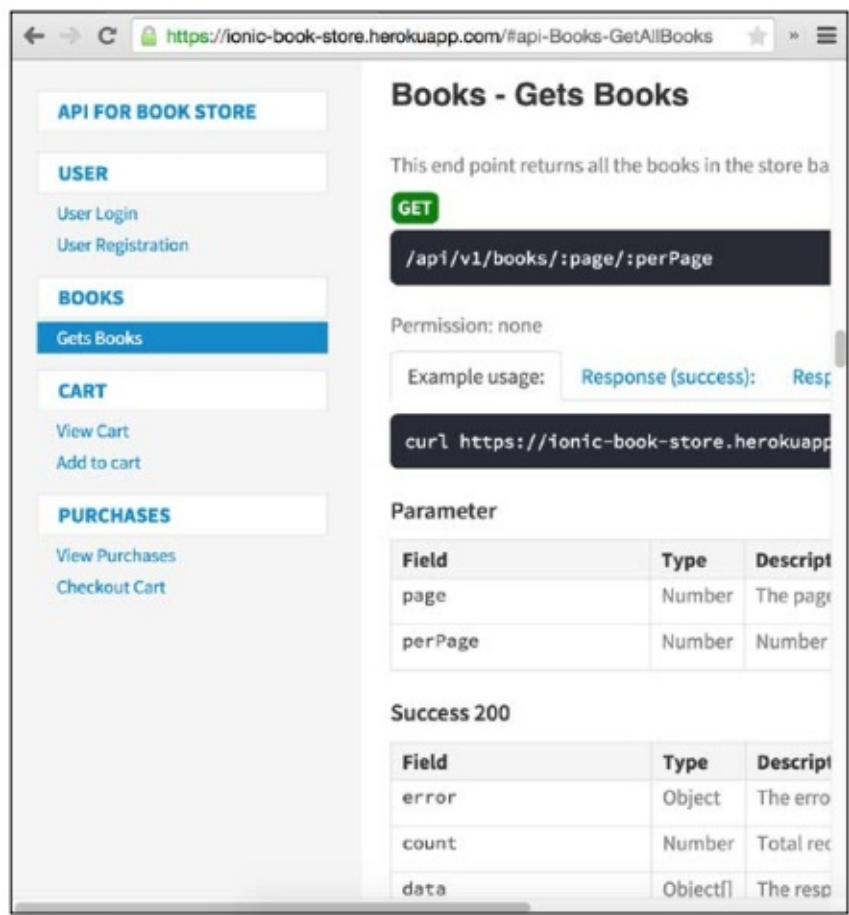 https://ionic-book-store.herokuapp.com/#api-Books-GetAllBooks
API FOR BOOK STORE
USER
User Login
User Registration
BOOKS
Gets Books
CART
View Cart
Add to cart
PURCHASES
View Purchases
Checkout Cart
Books - Gets Books
This end point returns all the books in the store ba
GET
/api/v1/books/:page/:perPage
Permission: none
Example usage: Response (success): Resp
curl https://ionic-book-store.herokuapp
Parameter
Field Type Descript
page Number The page
perPage Number Number
Success 200
Field Type Descript
error Object The erro
count Number Total rec
data Object[] The resp